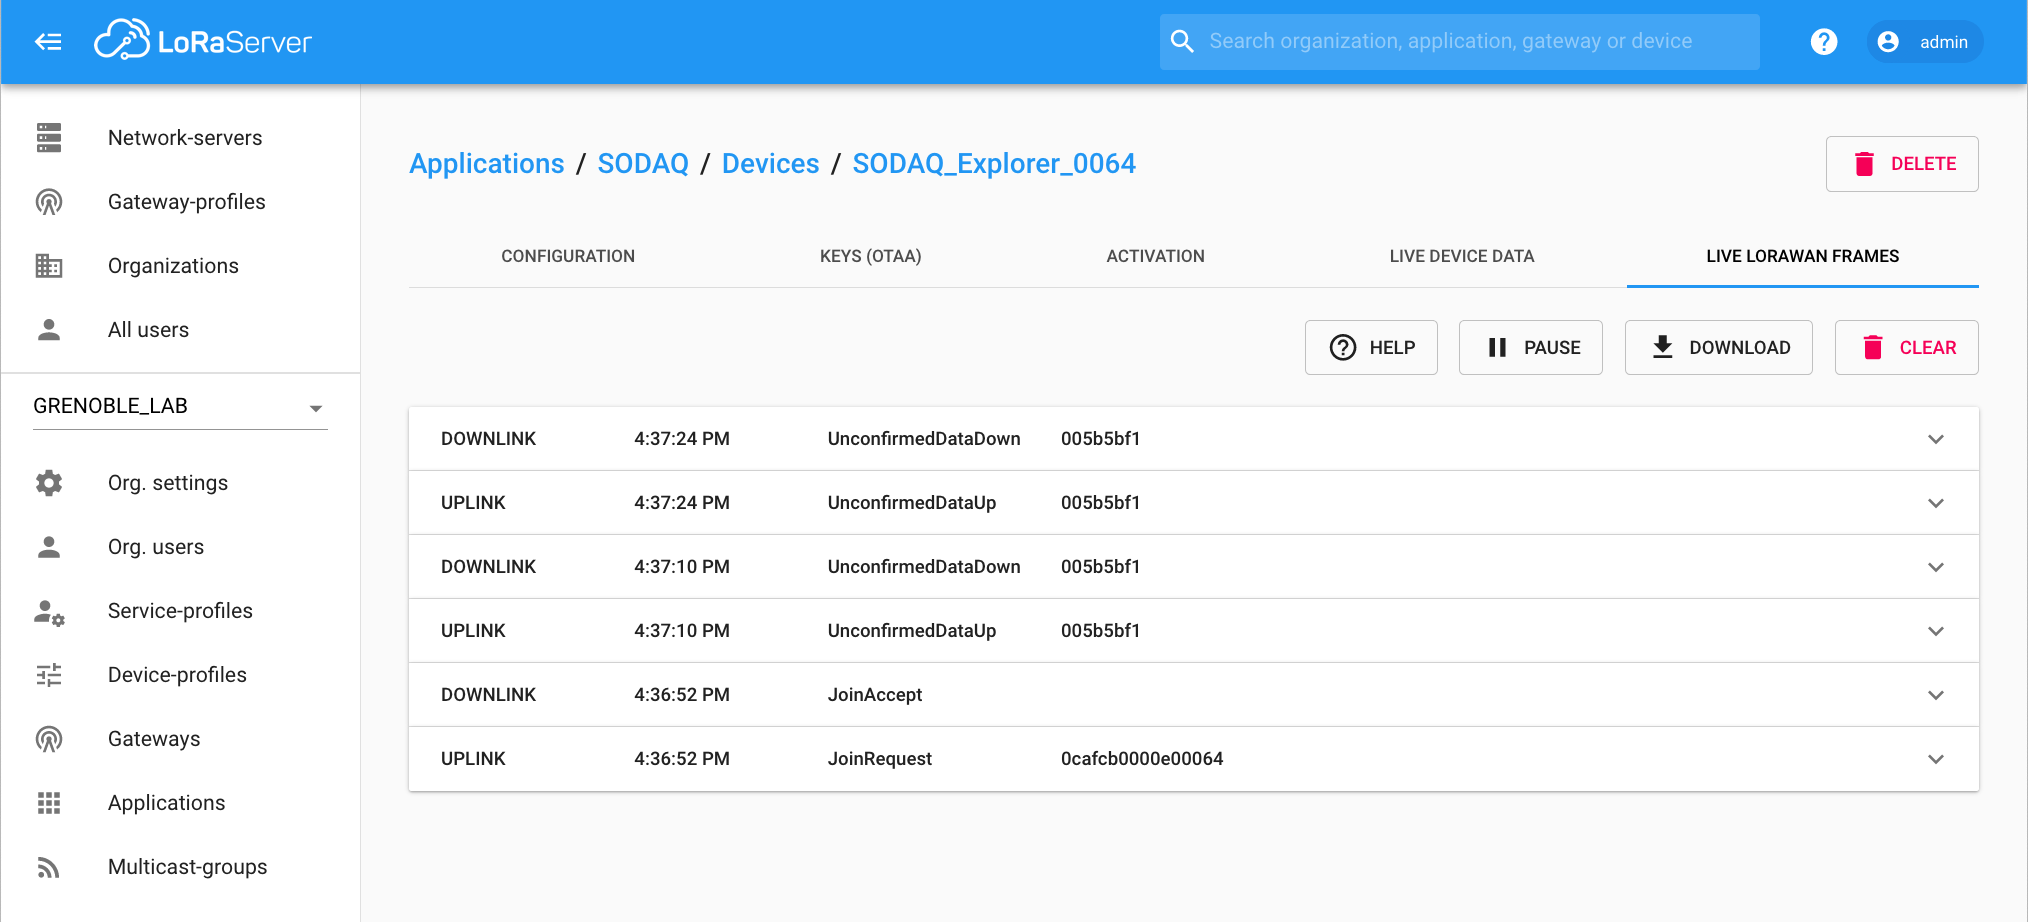 LoRaServer
Search organization, application, gateway or device
admin
Network-servers
Gateway-profiles
Organizations
All users
GRENOBLE_LAB
Org. settings
Org. users
Service-profiles
Device-profiles
Gateways
Applications
Multicast-groups
Applications / SODAQ / Devices / SODAQ_Explorer_0064
DELETE
CONFIGURATION KEYS (OTAA) ACTIVATION LIVE DEVICE DATA LIVE LORAWAN FRAMES
HELP PAUSE DOWNLOAD CLEAR
DOWNLINK 4:37:24 PM UnconfirmedDataDown 005b5bf1
UPLINK 4:37:24 PM UnconfirmedDataUp 005b5bf1
DOWNLINK 4:37:10 PM UnconfirmedDataDown 005b5bf1
UPLINK 4:37:10 PM UnconfirmedDataUp 005b5bf1
DOWNLINK 4:36:52 PM JoinAccept
UPLINK 4:36:52 PM JoinRequest 0cafcb0000e00064